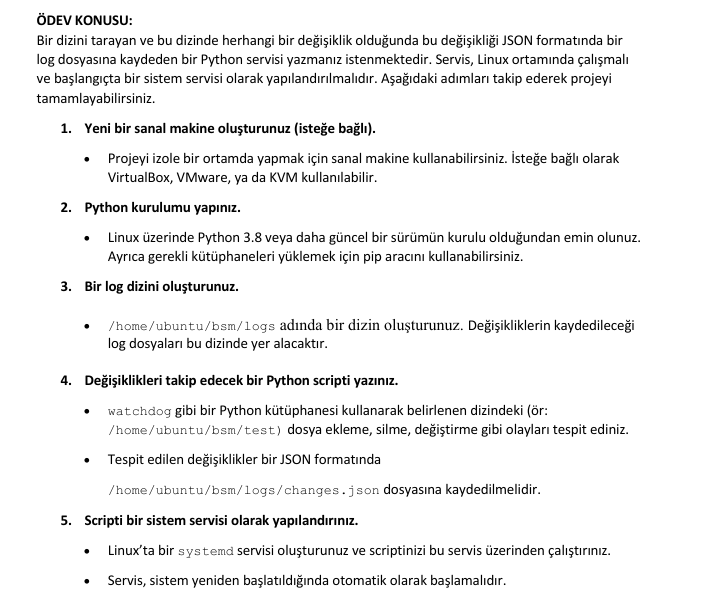 ÖDEV KONUSU:
Bir dizini tarayan ve bu dizinde herhangi bir değişiklik olduğunda bu değişikliği JSON formatında bir
log dosyasına kaydeden bir Python servisi yazmanız istenmektedir. Servis, Linux ortamında çalışmalı
ve başlangıçta bir sistem servisi olarak yapılandırılmalıdır. Aşağıdaki adımları takip ederek projeyi
tamamlayabilirsiniz.
1. Yeni bir sanal makine oluşturunuz (isteğe bağlı).
• Projeyi izole bir ortamda yapmak için sanal makine kullanabilirsiniz. İsteğe bağlı olarak
VirtualBox, VMware, ya da KVM kullanılabilir.
2. Python kurulumu yapınız.
• Linux üzerinde Python 3.8 veya daha güncel bir sürümün kurulu olduğundan emin olunuz.
Ayrıca gerekli kütüphaneleri yüklemek için pip aracını kullanabilirsiniz.
3. Bir log dizini oluşturunuz.
• /home/ubuntu/bsm/logs adında bir dizin oluşturunuz. Değişikliklerin kaydedileceği
log dosyaları bu dizinde yer alacaktır.
4. Değişiklikleri takip edecek bir Python scripti yazınız.
• watchdog gibi bir Python kütüphanesi kullanarak belirlenen dizindeki (ör:
/home/ubuntu/bsm/test) dosya ekleme, silme, değiştirme gibi olayları tespit ediniz.
• Tespit edilen değişiklikler bir JSON formatında
/home/ubuntu/bsm/logs/changes.json dosyasına kaydedilmelidir.
5. Scripti bir sistem servisi olarak yapılandırınız.
• Linux'ta bir systemd servisi oluşturunuz ve scriptinizi bu servis üzerinden çalıştırınız.
• Servis, sistem yeniden başlatıldığında otomatik olarak başlamalıdır.